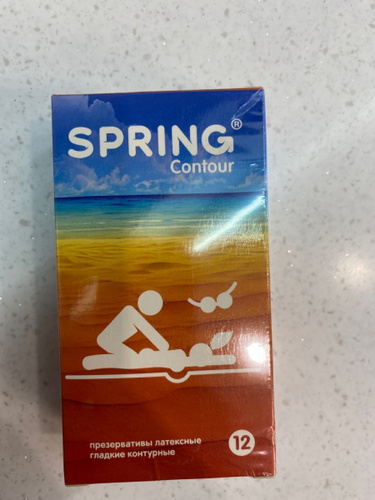 SPRING®
Contour
презервативы латексные
гладкие контурные
12